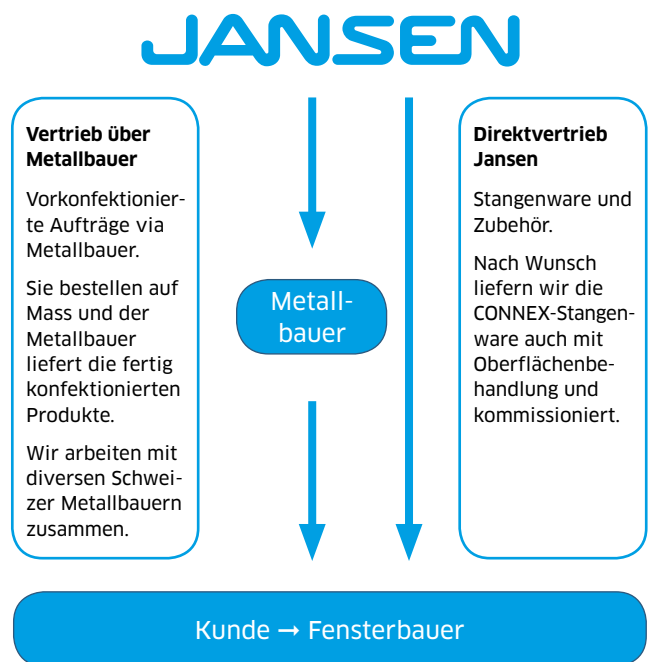 JANSEN
Vertrieb über
Metallbauer
Vorkonfektionier-
te Aufträge via
Metallbauer.
Sie bestellen auf
Mass und der
Metallbauer
liefert die fertig
konfektionierten
Produkte.
Wir arbeiten mit
diversen Schwei-
zer Metallbauern
zusammen.
Metall-
bauer
Direktvertrieb
Jansen
Stangenware und
Zubehör.
Nach Wunsch
liefern wir die
CONNEX-Stangen-
ware auch mit
Oberflächenbe-
handlung und
kommissioniert.
Kunde → Fensterbauer